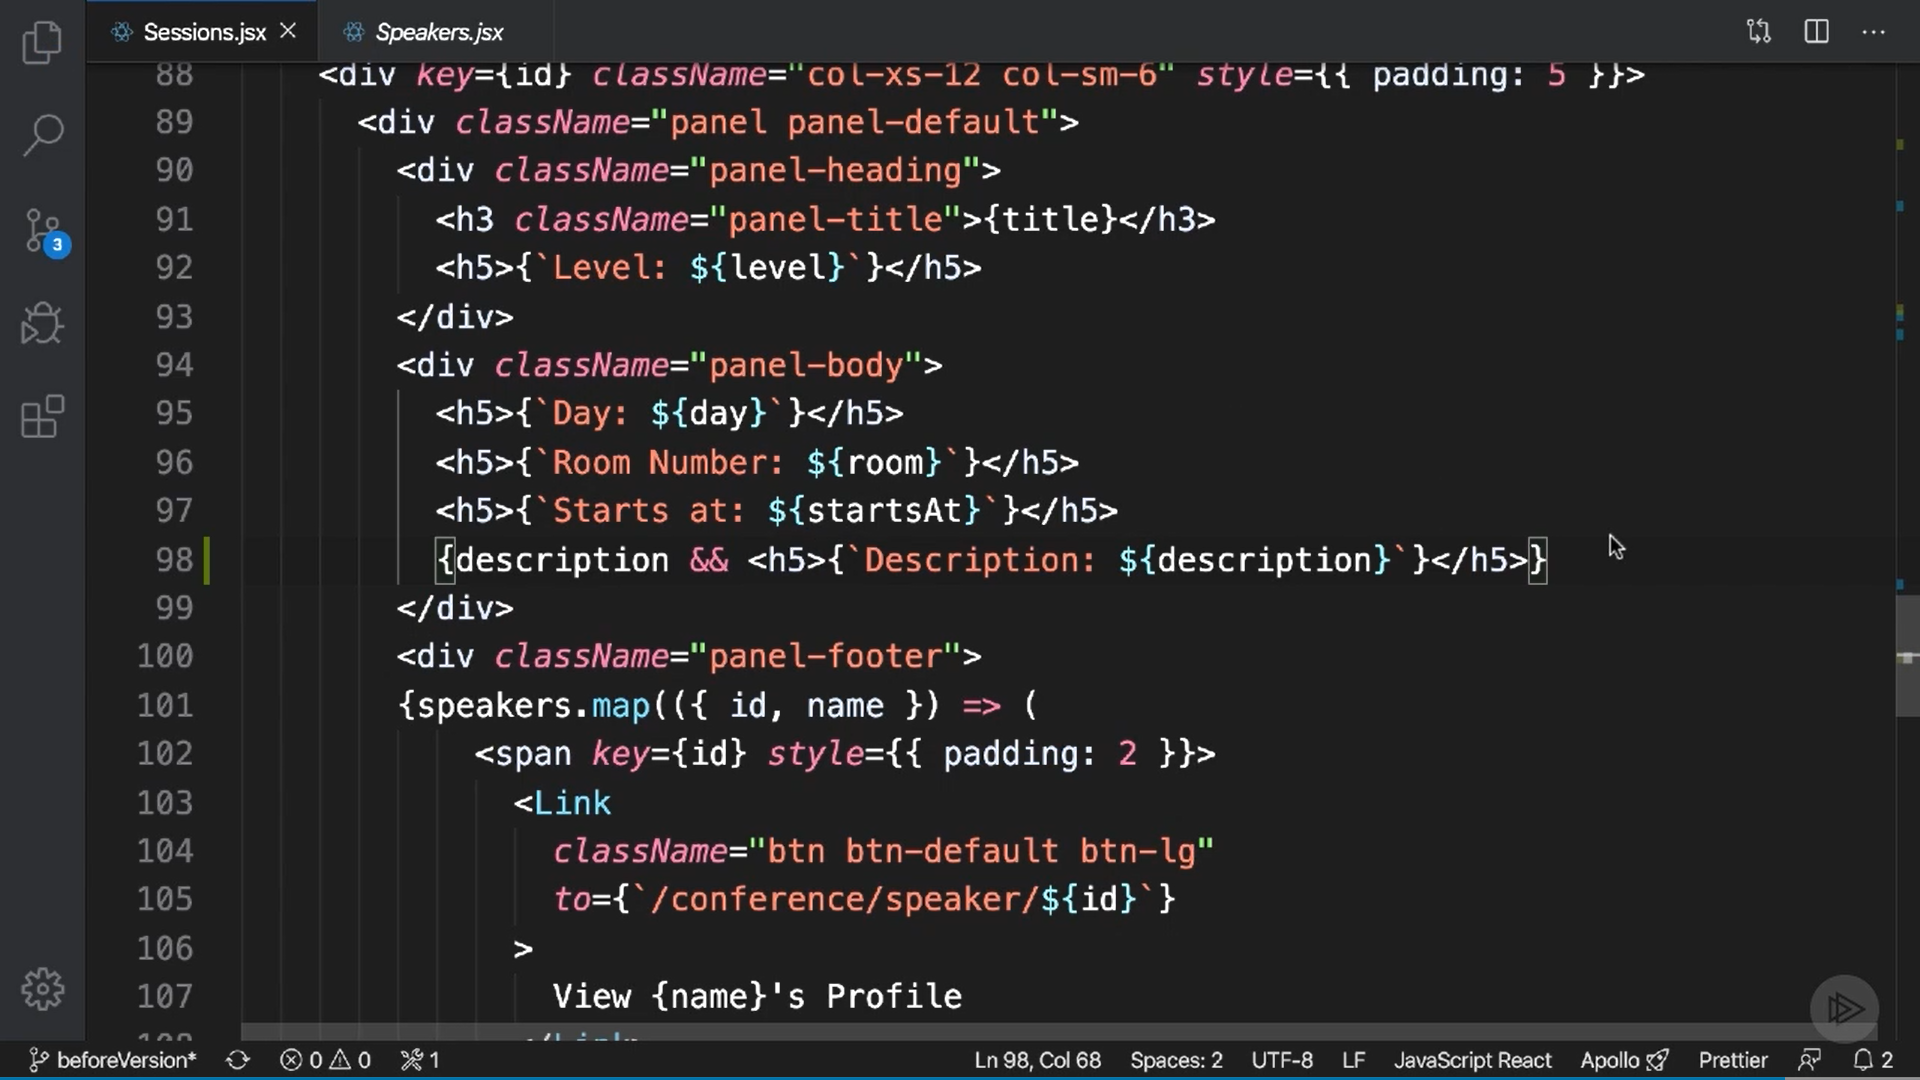 Sessions.jsx
Speakers.jsx
88 <div key={id} className="col-xs-12 col-sm-6" style={{ padding: 5 }}>
89 <div className="panel panel-default">
90 <div className="panel-heading">
91 <h3 className="panel-title">{title}</h3>
92 <h5>{`Level: ${level}`}</h5>
93 </div>
94 <div className="panel-body">
95 <h5>{`Day: ${day}`}</h5>
96 <h5>{`Room Number: ${room}`}</h5>
97 <h5>{`Starts at: ${startsAt}`}</h5>
98 {description && <h5>{`Description: ${description}`}</h5>}
99 </div>
100 <div className="panel-footer">
101 {speakers.map(({ id, name }) => (
102 <span key={id} style={{ padding: 2 }}>
103 <Link
104 className="btn btn-default btn-lg"
105 to={`/conference/speaker/${id}`}
106 >
107 View {name}'s Profile
3
beforeVersion* 0 0 1 Ln 98, Col 68 Spaces: 2 UTF-8 LF JavaScript React Apollo Prettier 2